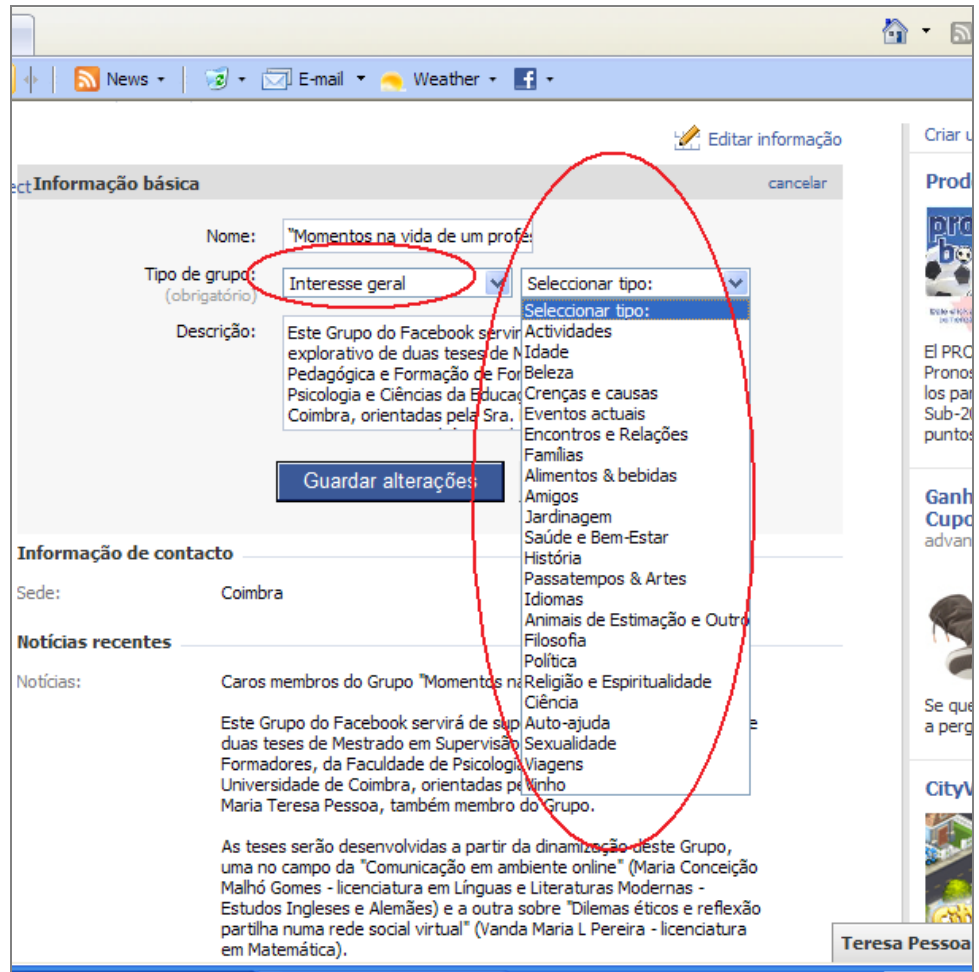 News
E-mail
Weather
Editar informação
Criar
Informação básica
cancelar
Nome: "Momentos na vida de um profes
Tipo de grupo: Interesse geral Seleccionar tipo:
(obrigatório)
Descrição: Este Grupo do Facebook servir
explorativo de duas teses de M
Pedagógica e Formação de For
Psicologia e Ciências da Educaç
Coimbra, orientadas pela Sra.
Guardar alterações
Seleccionar tipo:
Actividades
Idade
Beleza
Crenças e causas
Eventos actuais
Encontros e Relações
Famílias
Alimentos & bebidas
Amigos
Jardinagem
Saúde e Bem-Estar
História
Passatempos & Artes
Idiomas
Animais de Estimação e Outro
Filosofia
Política
Religião e Espiritualidade
Ciência
Auto-ajuda
Sexualidade
Viagens
Vinho
Informação de contacto
Sede: Coimbra
Notícias recentes
Notícias: Caros membros do Grupo "Momentos na
Este Grupo do Facebook servirá de sup e
duas teses de Mestrado em Supervisão
Formadores, da Faculdade de Psicologi
Universidade de Coimbra, orientadas pe
Maria Teresa Pessoa, também membro do Grupo.
As teses serão desenvolvidas a partir da dinamização deste Grupo,
uma no campo da "Comunicação em ambiente online" (Maria Conceição
Malhó Gomes - licenciatura em Línguas e Literaturas Modernas -
Estudos Ingleses e Alemães) e a outra sobre "Dilemas éticos e reflexão
partilha numa rede social virtual" (Vanda Maria L Pereira - licenciatura
em Matemática).
Prod
El PRO
Pronos
los par
Sub-20
puntos
Ganh
Cupo
advan
Se que
a perg
CityV
Teresa Pessoa